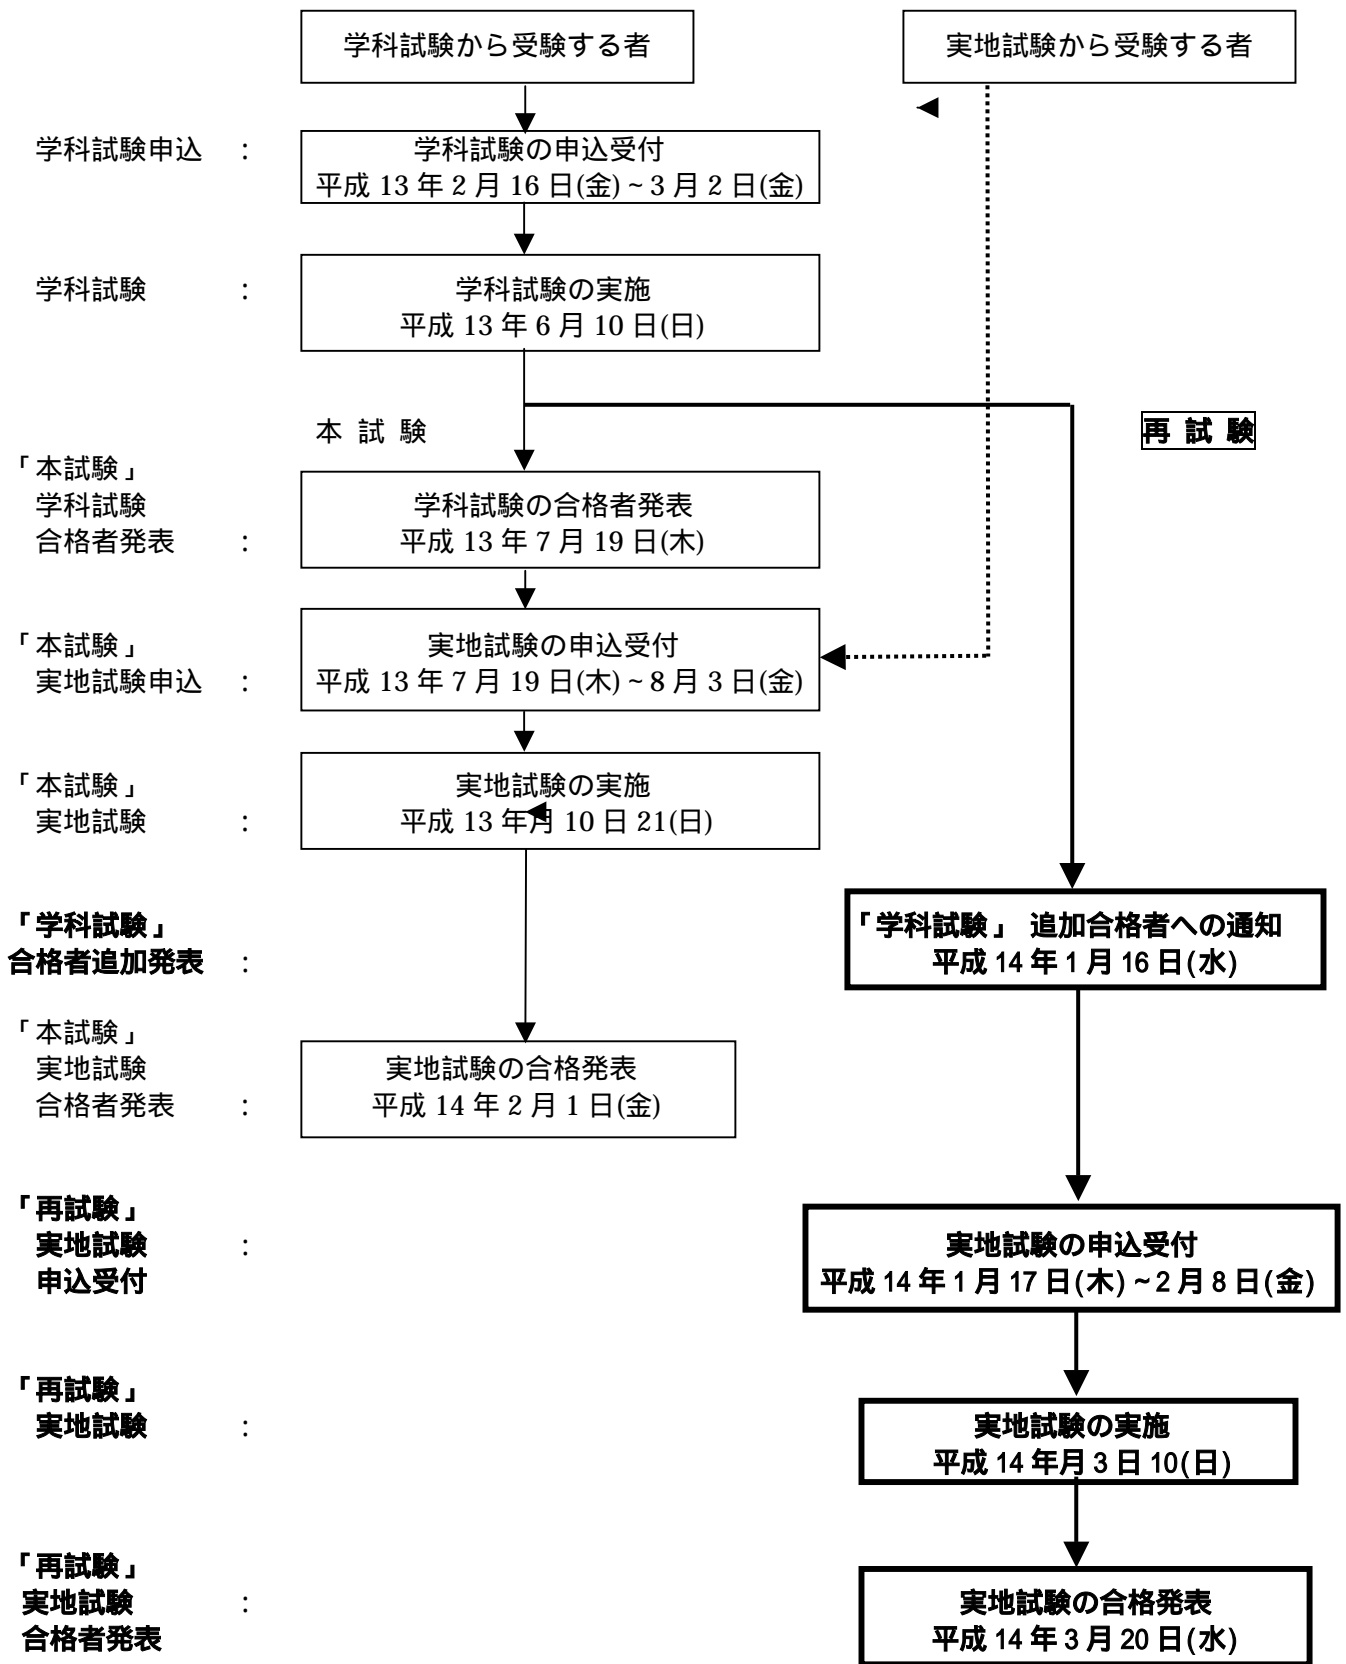 学科試験から受験する者
実地試験から受験する者
学科試験申込 :
学科試験の申込受付
平成 13 年 2 月 16 日(金) ~ 3 月 2 日(金)
学科試験 :
学科試験の実施
平成 13 年 6 月 10 日(日)
本 試 験
再 試 験
「本試験」
学科試験
合格者発表 :
学科試験の合格者発表
平成 13 年 7 月 19 日(木)
「本試験」
実地試験申込 :
実地試験の申込受付
平成 13 年 7 月 19 日(木) ~ 8 月 3 日(金)
「本試験」
実地試験 :
実地試験の実施
平成 13 年月 10 日 21(日)
「学科試験」
合格者追加発表 :
「学科試験」 追加合格者への通知
平成 14 年 1 月 16 日(水)
「本試験」
実地試験
合格者発表 :
実地試験の合格発表
平成 14 年 2 月 1 日(金)
「再試験」
実地試験 :
申込受付
実地試験の申込受付
平成 14 年 1 月 17 日(木) ~ 2 月 8 日(金)
「再試験」
実地試験 :
実地試験の実施
平成 14 年月 3 日 10(日)
「再試験」
実地試験 :
合格者発表
実地試験の合格発表
平成 14 年 3 月 20 日(水)